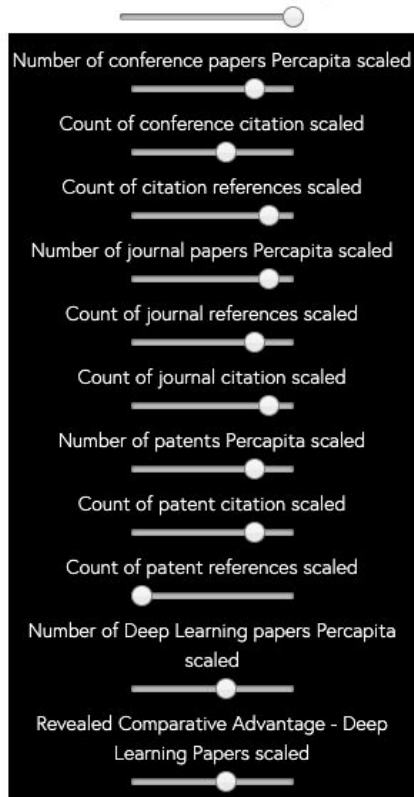 Number of conference papers Percapita scaled
Count of conference citation scaled
Count of citation references scaled
Number of journal papers Percapita scaled
Count of journal references scaled
Count of journal citation scaled
Number of patents Percapita scaled
Count of patent citation scaled
Count of patent references scaled
Number of Deep Learning papers Percapita
scaled
Revealed Comparative Advantage - Deep
Learning Papers scaled